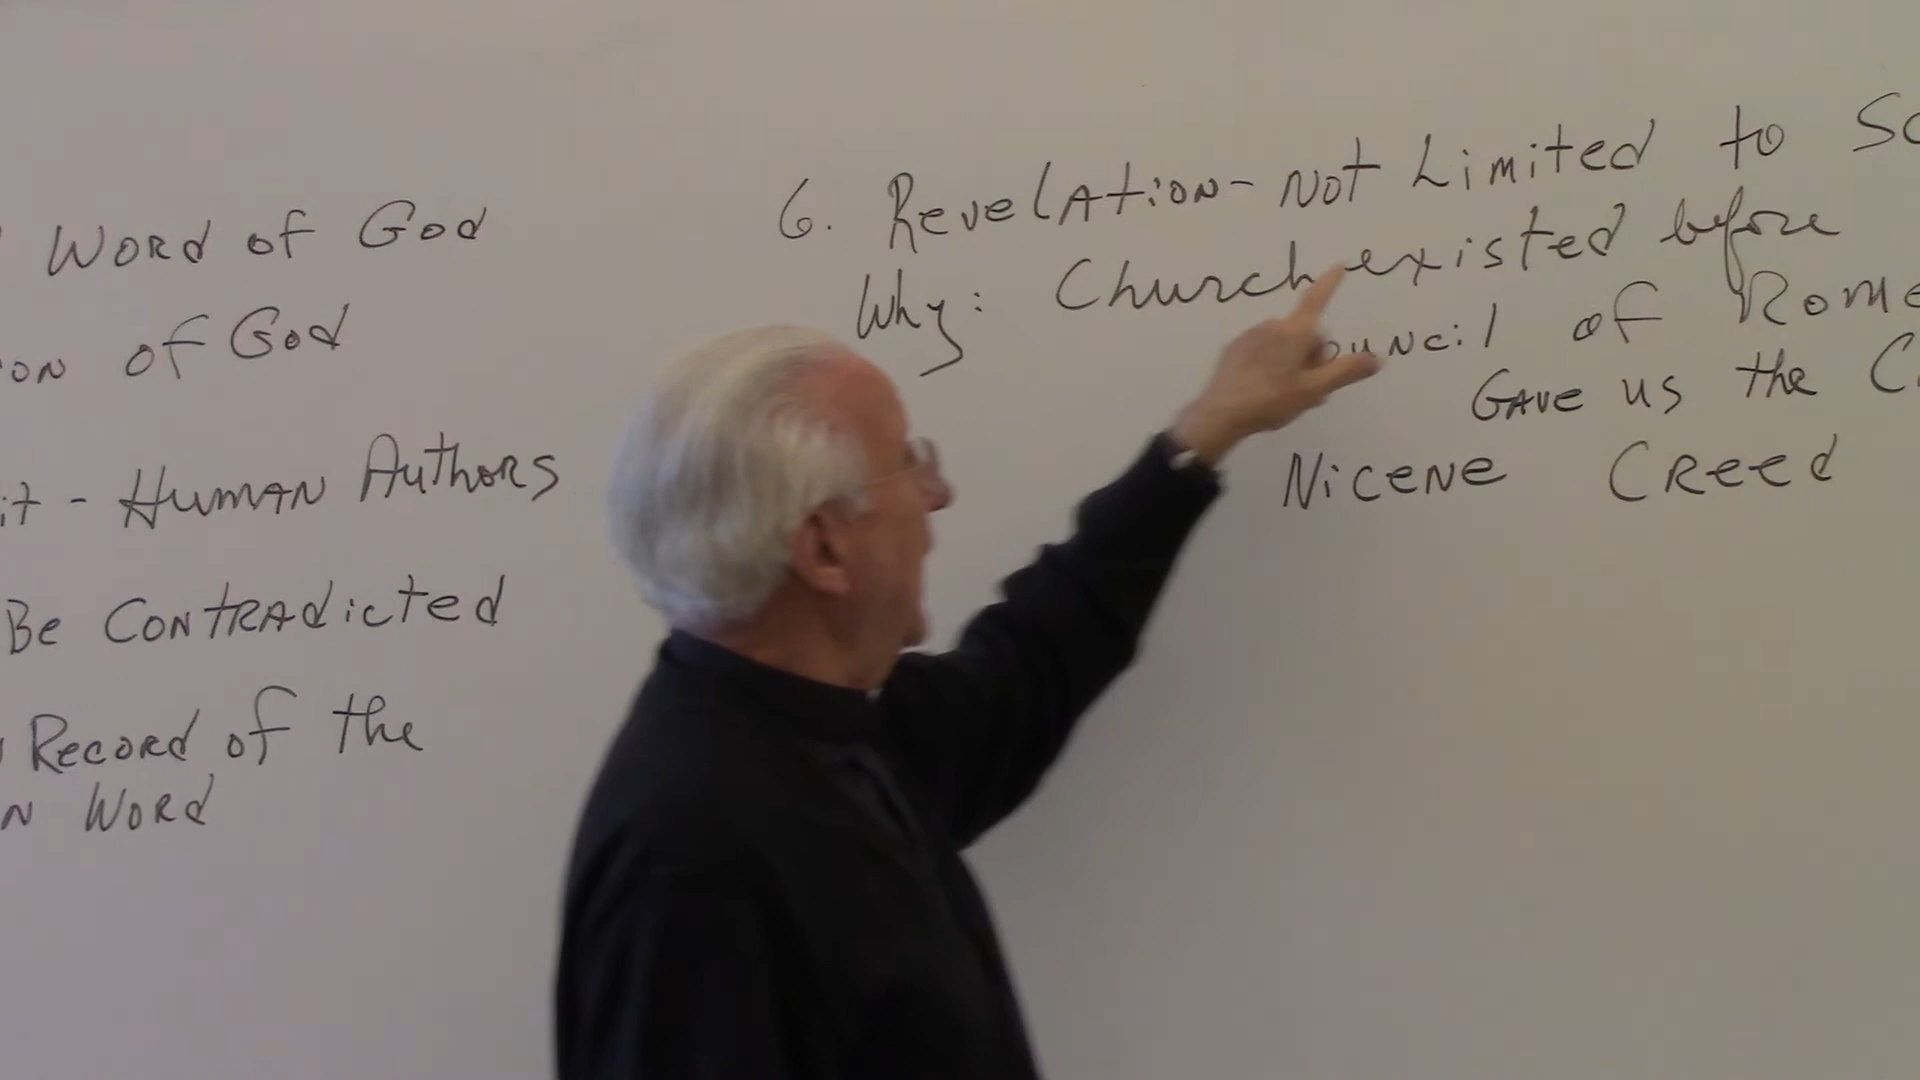 Word of God
of God
- Human Authors
Be Contradicted
Record of the
Word
6. Revelation - Not Limited to
Why: Church existed before
of Rome
Gave us the
Nicene Creed